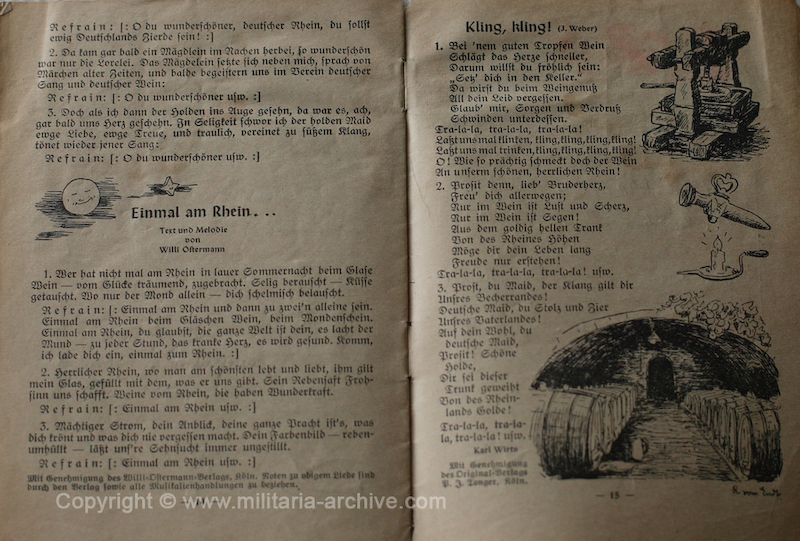 Refrain: [: O du wunderschöner, deutscher Rhein, du sollst
ewig Deutschlands Zierde sein! :]
2. Da kam gar bald ein Mägdlein im Nachen herbei, so wunderschön
war nur die Lorelei. Das Mägdelein setzte sich neben mich, sprach von
Märchen alter Zeiten, und balde begeistern uns im Verein deutscher
Sang und deutscher Wein:
Refrain: [: O du wunderschöner usw. :]
3. Doch als ich dann der Holden ins Auge gesehn, da war es, ach,
gar bald ums Herz geschehn. In Seligkeit schwor ich der holden Maid
ewge Liebe, ewge Treue, und traulich, vereinet zu süßem Klang,
tönet wieder jener Sang:
Refrain: [: O du wunderschöner usw. :]
Einmal am Rhein...
Text und Melodie
von
Willi Ostermann
1. Wer hat nicht mal am Rhein in lauer Sommernacht beim Glase
Wein — vom Glücke träumend, zugebracht. Selig berauscht — Küsse
getauscht. Wo nur der Mond allein — dich schelmisch belauscht.
Refrain: [: Einmal am Rhein und dann zu zwei'n alleine sein.
Einmal am Rhein beim Gläschen Wein, beim Mondenschein.
Einmal am Rhein, du glaubst, die ganze Welt ist dein, es lacht der
Mund — zu jeder Stund, das kranke Herz, es wird gesund. Komm,
ich lade dich ein, einmal zum Rhein. :]
2. Herrlicher Rhein, wo man am schönsten lebt und liebt, ihm gilt
mein Glas, gefüllt mit dem, was er uns gibt. Sein Rebensaft Froh-
sinn uns schafft. Weine vom Rhein, die haben Wunderkraft.
Refrain: [: Einmal am Rhein usw. :]
3. Mächtiger Strom, dein Anblick, deine ganze Pracht ist's, was
dich krönt und was dich nie vergessen macht. Dein Farbenbild — reben-
umhüllt — läßt uns're Sehnsucht immer ungestillt.
Refrain: [: Einmal am Rhein usw. :]
Mit Genehmigung des Willi-Ostermann-Verlags, Köln. Noten zu obigem Liede sind
durch den Verlag sowie alle Musikalienhandlungen zu beziehen.
Copyright © www.militaria-archive.com
Kling, kling! (J. Weber)
1. Bei 'nem guten Tropfen Wein
Schlägt das Herze schneller,
Darum willst du fröhlich sein:
„Setz' dich in den Keller.“
Da wirst du beim Weingenuß
All dein Leid vergessen.
Glaub' mir, Sorgen und Verdruß
Schwinden unterdessen.
Tra-la-la, tra-la-la, tra-la-la!
Laßt uns mal klinken, kling, kling, kling, kling!
Laßt uns mal trinken, kling, kling, kling, kling!
O! Wie so prächtig schmeckt doch der Wein
An unserm schönen, herrlichen Rhein!
2. Prosit denn, lieb' Bruderherz,
Freu' dich allerwegen;
Nur im Wein ist Lust und Scherz,
Nur im Wein ist Segen!
Aus dem goldig hellen Trank
Von des Rheines Höhen
Möge dir dein Leben lang
Freude nur erstehen!
Tra-la-la, tra-la-la, tra-la-la! usw.
3. Prosit, du Maid, der Klang gilt dir
Unsres Becherrandes!
Deutsche Maid, du Stolz und Zier
Unsres Vaterlandes!
Auf dein Wohl, du
deutsche Maid,
Prosit! Schöne
Holde,
Dir sei dieser
Trunk geweiht
Von des Rhein-
lands Golde!
Tra-la-la, tra-la-
la, tra-la-la! usw.
Karl Wirts
Mit Genehmigung
des Original-Verlags
P. J. Tonger, Köln.
— 15 —